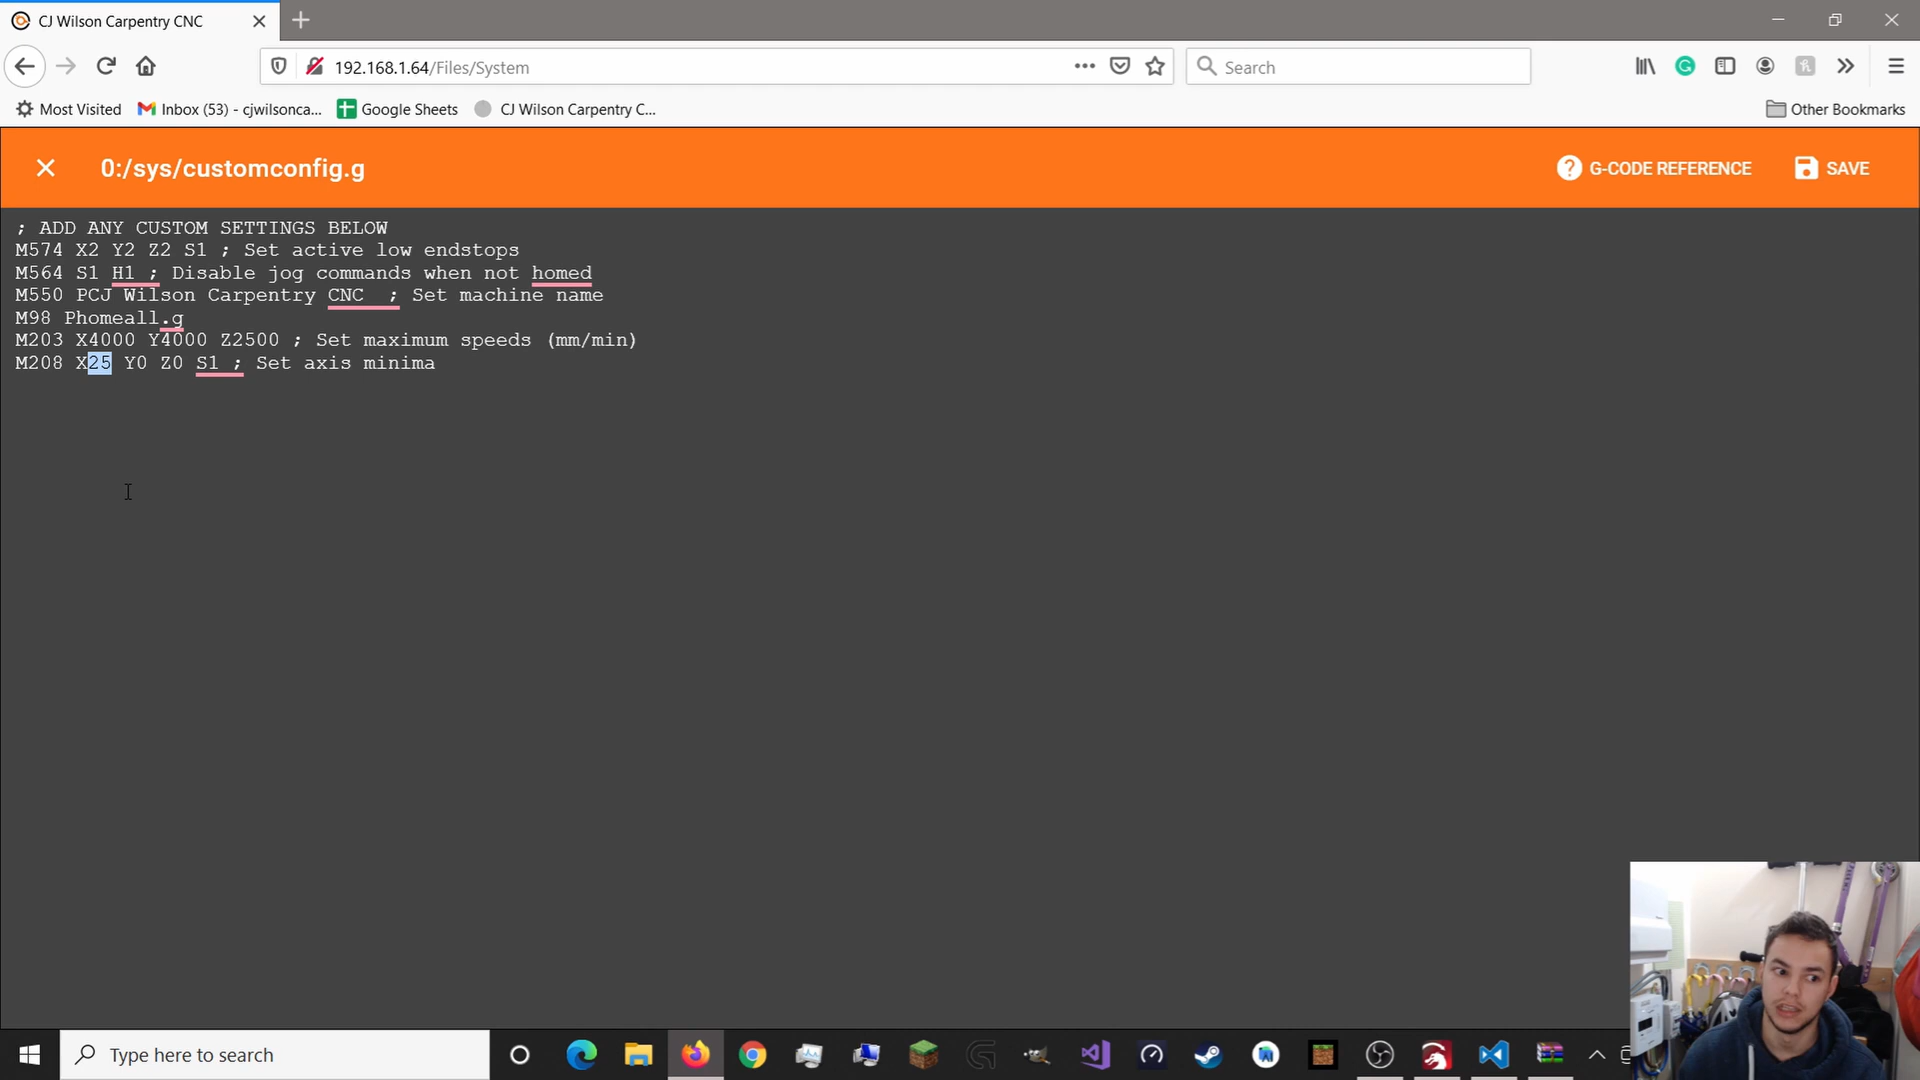 CJ Wilson Carpentry CNC
192.168.1.64/Files/System
Search
Most Visited
Inbox (53) - cjwilsonca...
Google Sheets
CJ Wilson Carpentry C...
Other Bookmarks
0:/sys/customconfig.g
G-CODE REFERENCE
SAVE
; ADD ANY CUSTOM SETTINGS BELOW
M574 X2 Y2 Z2 S1 ; Set active low endstops
M564 S1 H1 ; Disable jog commands when not homed
M550 PCJ Wilson Carpentry CNC  ; Set machine name
M98 Phomeall.g
M203 X4000 Y4000 Z2500 ; Set maximum speeds (mm/min)
M208 X25 Y0 Z0 S1 ; Set axis minima
Type here to search